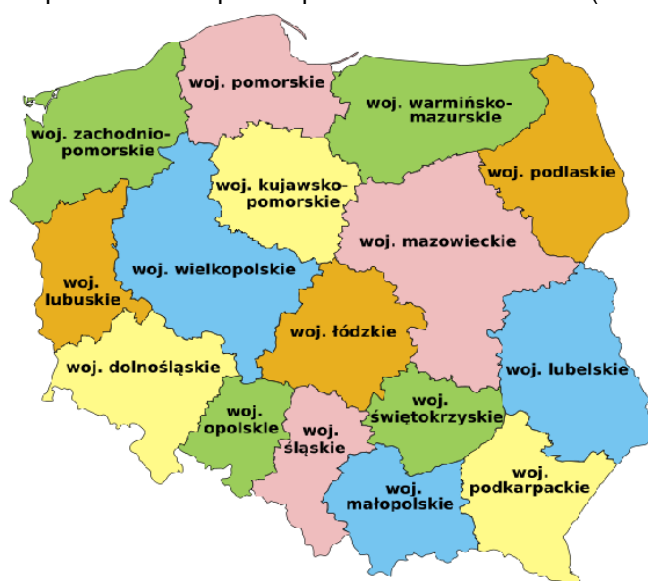 woj. pomorskie
woj. warmińsko-
mazurskie
woj. zachodnio-
pomorskie
woj. podlaskie
woj. kujawsko-
pomorskie
woj. mazowieckie
woj. wielkopolskie
woj.
lubuskie
woj. łódzkie
woj. dolnośląskie
woj. lubelskie
woj.
opolskie
woj.
świętokrzyskie
woj.
śląskie
woj.
podkarpackie
woj.
małopolskie